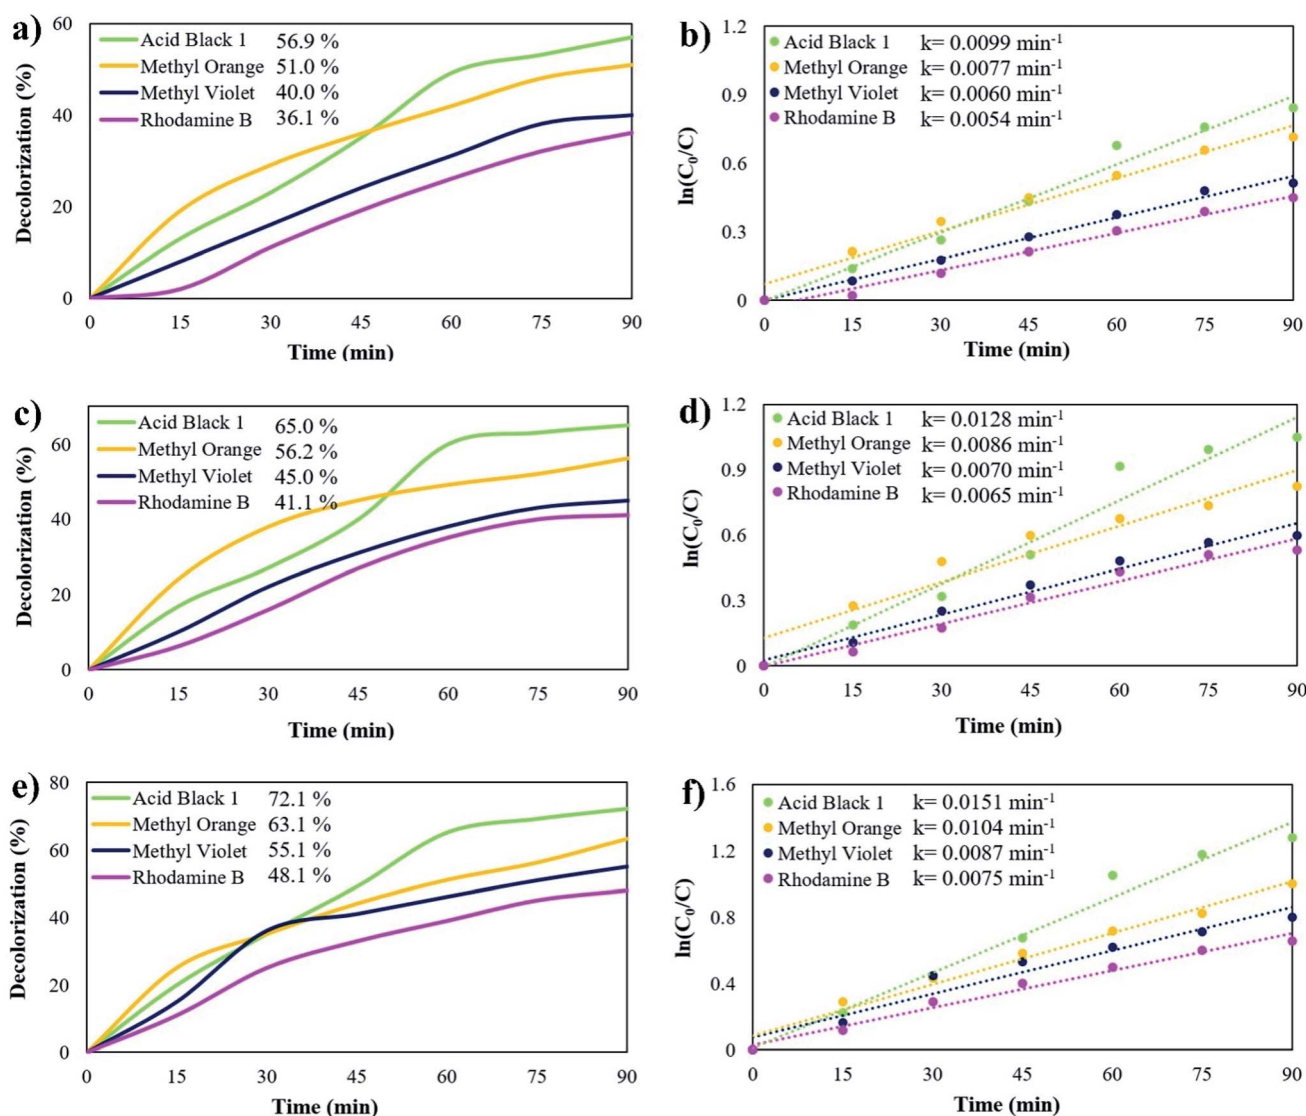 a)
60
40
20
0
Decolorization (%)
Acid Black 1 56.9 %
Methyl Orange 51.0 %
Methyl Violet 40.0 %
Rhodamine B 36.1 %
0 15 30 45 60 75 90
Time (min)
b)
1.2
0.9
0.6
0.3
0
ln(C₀/C)
Acid Black 1 k= 0.0099 min⁻¹
Methyl Orange k= 0.0077 min⁻¹
Methyl Violet k= 0.0060 min⁻¹
Rhodamine B k= 0.0054 min⁻¹
0 15 30 45 60 75 90
Time (min)
c)
60
40
20
0
Decolorization (%)
Acid Black 1 65.0 %
Methyl Orange 56.2 %
Methyl Violet 45.0 %
Rhodamine B 41.1 %
0 15 30 45 60 75 90
Time (min)
d)
1.2
0.9
0.6
0.3
0
ln(C₀/C)
Acid Black 1 k= 0.0128 min⁻¹
Methyl Orange k= 0.0086 min⁻¹
Methyl Violet k= 0.0070 min⁻¹
Rhodamine B k= 0.0065 min⁻¹
0 15 30 45 60 75 90
Time (min)
e)
80
60
40
20
0
Decolorization (%)
Acid Black 1 72.1 %
Methyl Orange 63.1 %
Methyl Violet 55.1 %
Rhodamine B 48.1 %
0 15 30 45 60 75 90
Time (min)
f)
1.6
1.2
0.8
0.4
0
ln(C₀/C)
Acid Black 1 k= 0.0151 min⁻¹
Methyl Orange k= 0.0104 min⁻¹
Methyl Violet k= 0.0087 min⁻¹
Rhodamine B k= 0.0075 min⁻¹
0 15 30 45 60 75 90
Time (min)